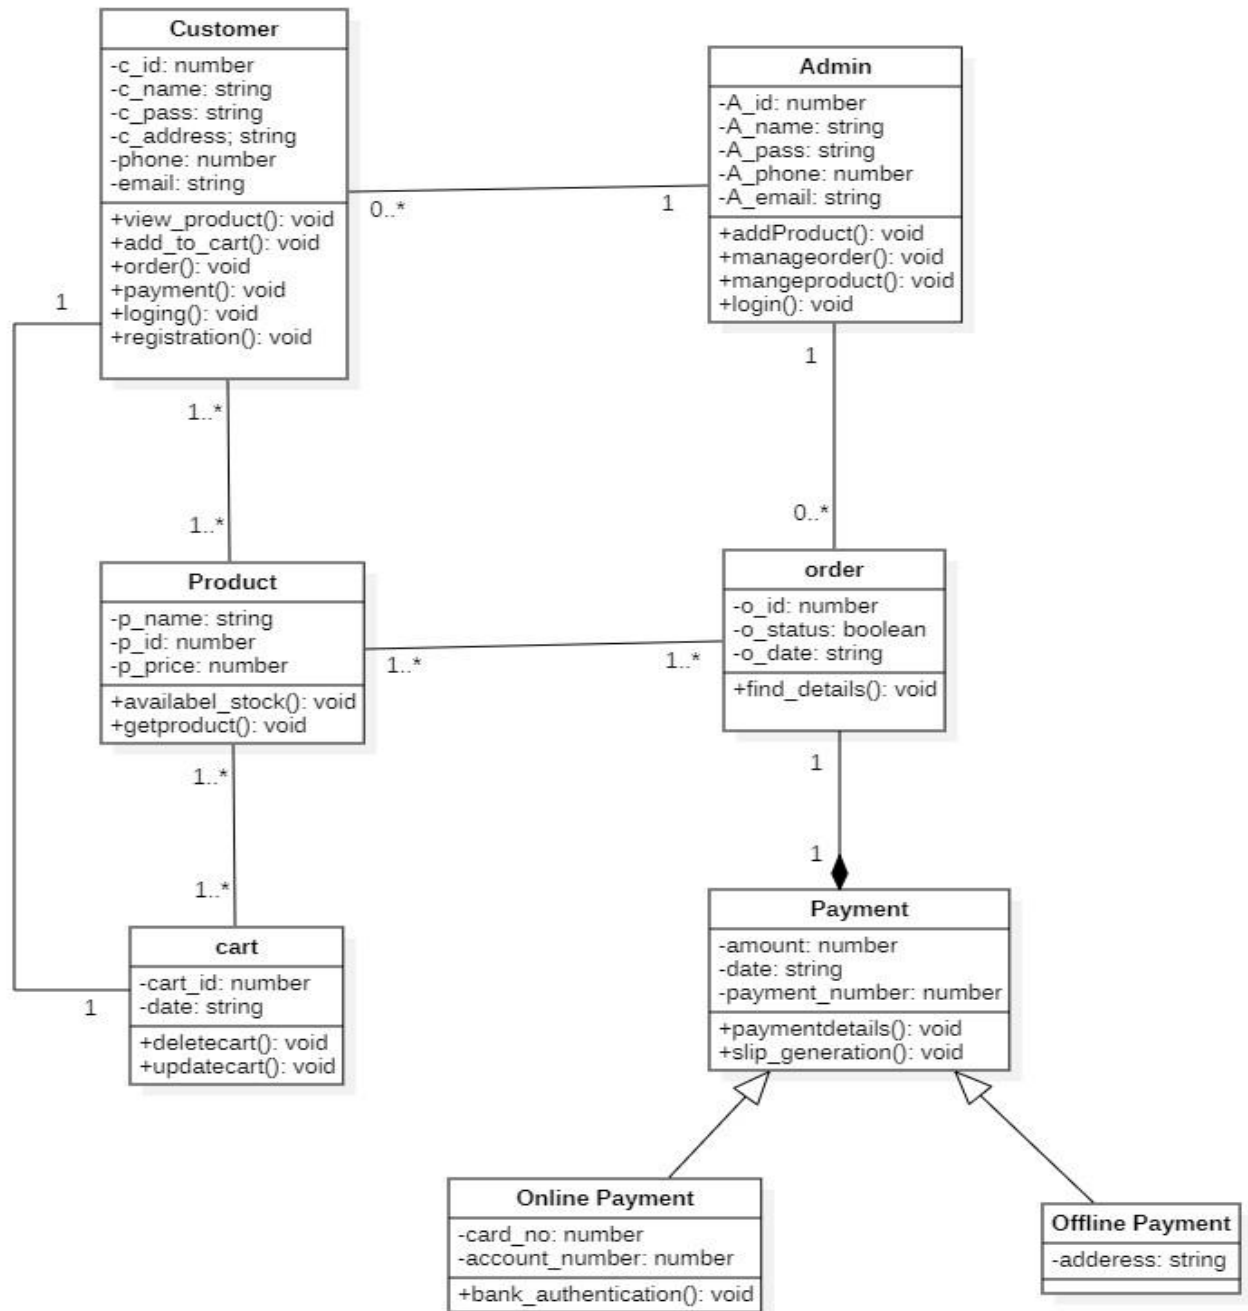 Customer
-c_id: number
-c_name: string
-c_pass: string
-c_address; string
-phone: number
-email: string
+view_product(): void
+add_to_cart(): void
+order(): void
+payment(): void
+loging(): void
+registration(): void
Admin
-A_id: number
-A_name: string
-A_pass: string
-A_phone: number
-A_email: string
+addProduct(): void
+manageorder(): void
+mangeproduct(): void
+login(): void
0..*
1
1
1..*
1
1..*
0..*
Product
-p_name: string
-p_id: number
-p_price: number
+availabel_stock(): void
+getproduct(): void
order
-o_id: number
-o_status: boolean
-o_date: string
+find_details(): void
1..*
1..*
1..*
1
1..*
1
cart
-cart_id: number
-date: string
+deletecart(): void
+updatecart(): void
1
Payment
-amount: number
-date: string
-payment_number: number
+paymentdetails(): void
+slip_generation(): void
Online Payment
-card_no: number
-account_number: number
+bank_authentication(): void
Offline Payment
-adderess: string